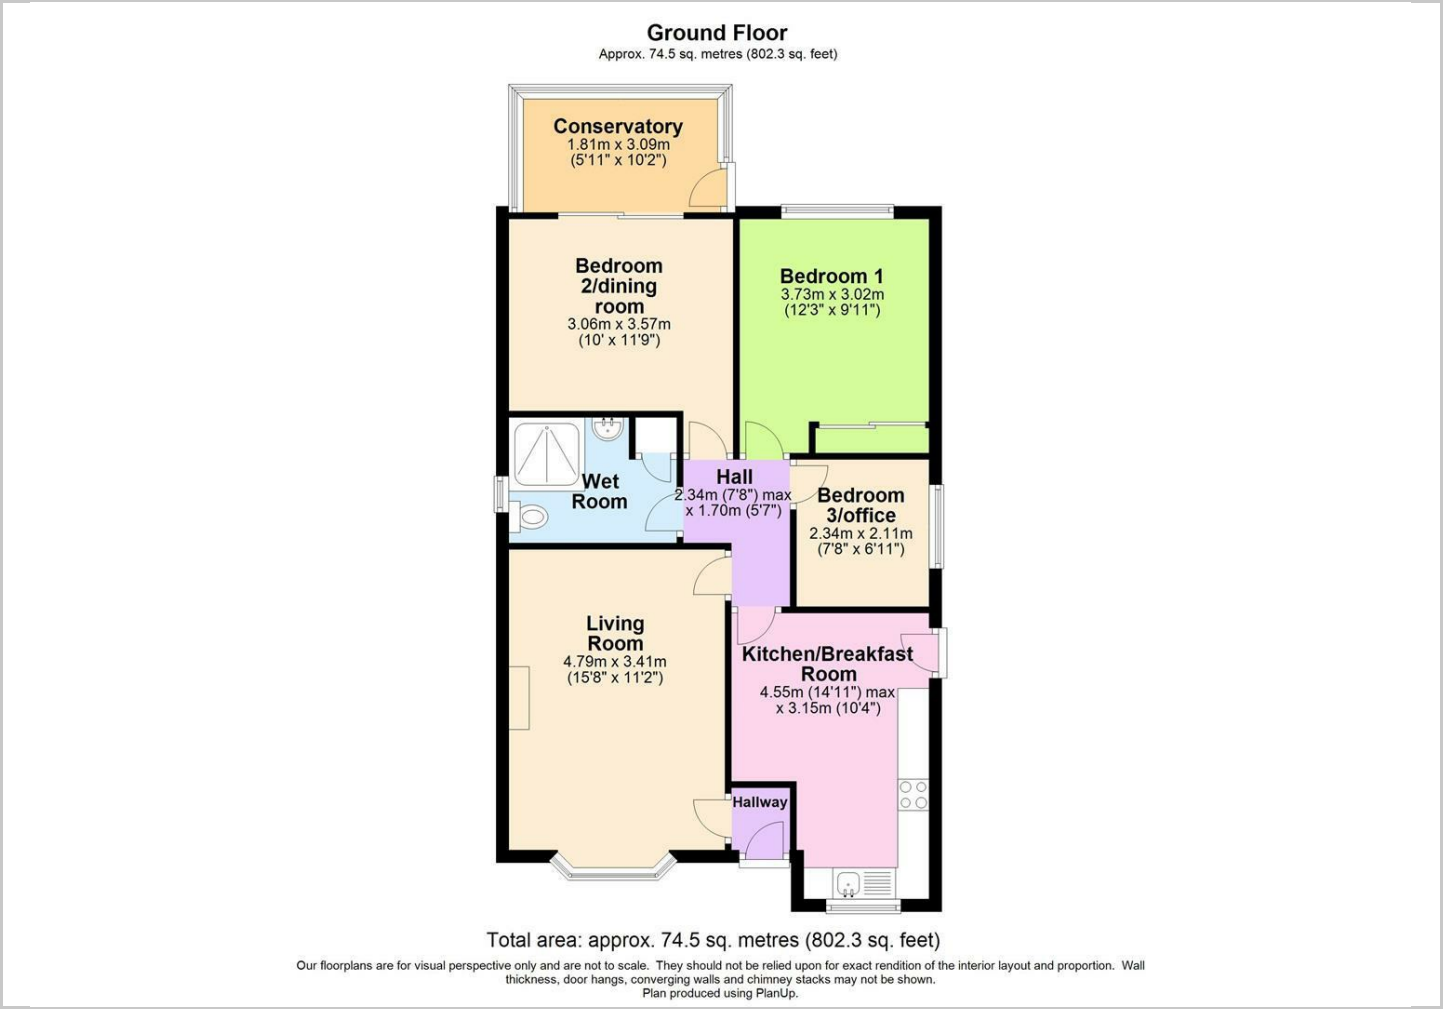 Ground Floor
Approx. 74.5 sq. metres (802.3 sq. feet)
Conservatory
1.81m x 3.09m
(5'11" x 10'2")
Bedroom
2/dining
room
3.06m x 3.57m
(10' x 11'9")
Bedroom 1
3.73m x 3.02m
(12'3" x 9'11")
Wet
Room
Hall
2.34m (7'8") max
x 1.70m (5'7")
Bedroom
3/office
2.34m x 2.11m
(7'8" x 6'11")
Living
Room
4.79m x 3.41m
(15'8" x 11'2")
Kitchen/Breakfast
Room
4.55m (14'11") max
x 3.15m (10'4")
Hallway
Total area: approx. 74.5 sq. metres (802.3 sq. feet)
Our floorplans are for visual perspective only and are not to scale.  They should not be relied upon for exact rendition of the interior layout and proportion.  Wall
thickness, door hangs, converging walls and chimney stacks may not be shown.
Plan produced using PlanUp.